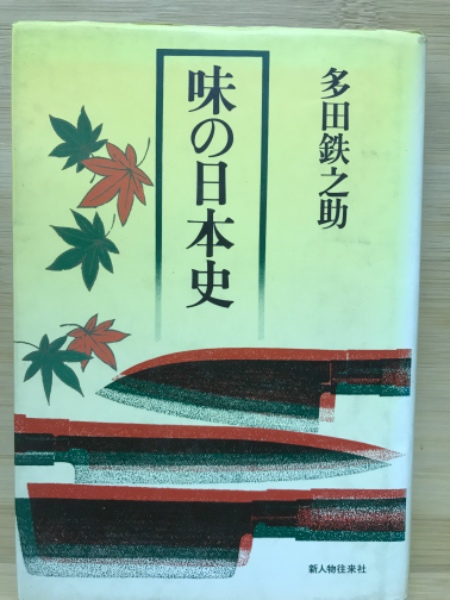 多田鉄之助
味の日本史
新人物往来社